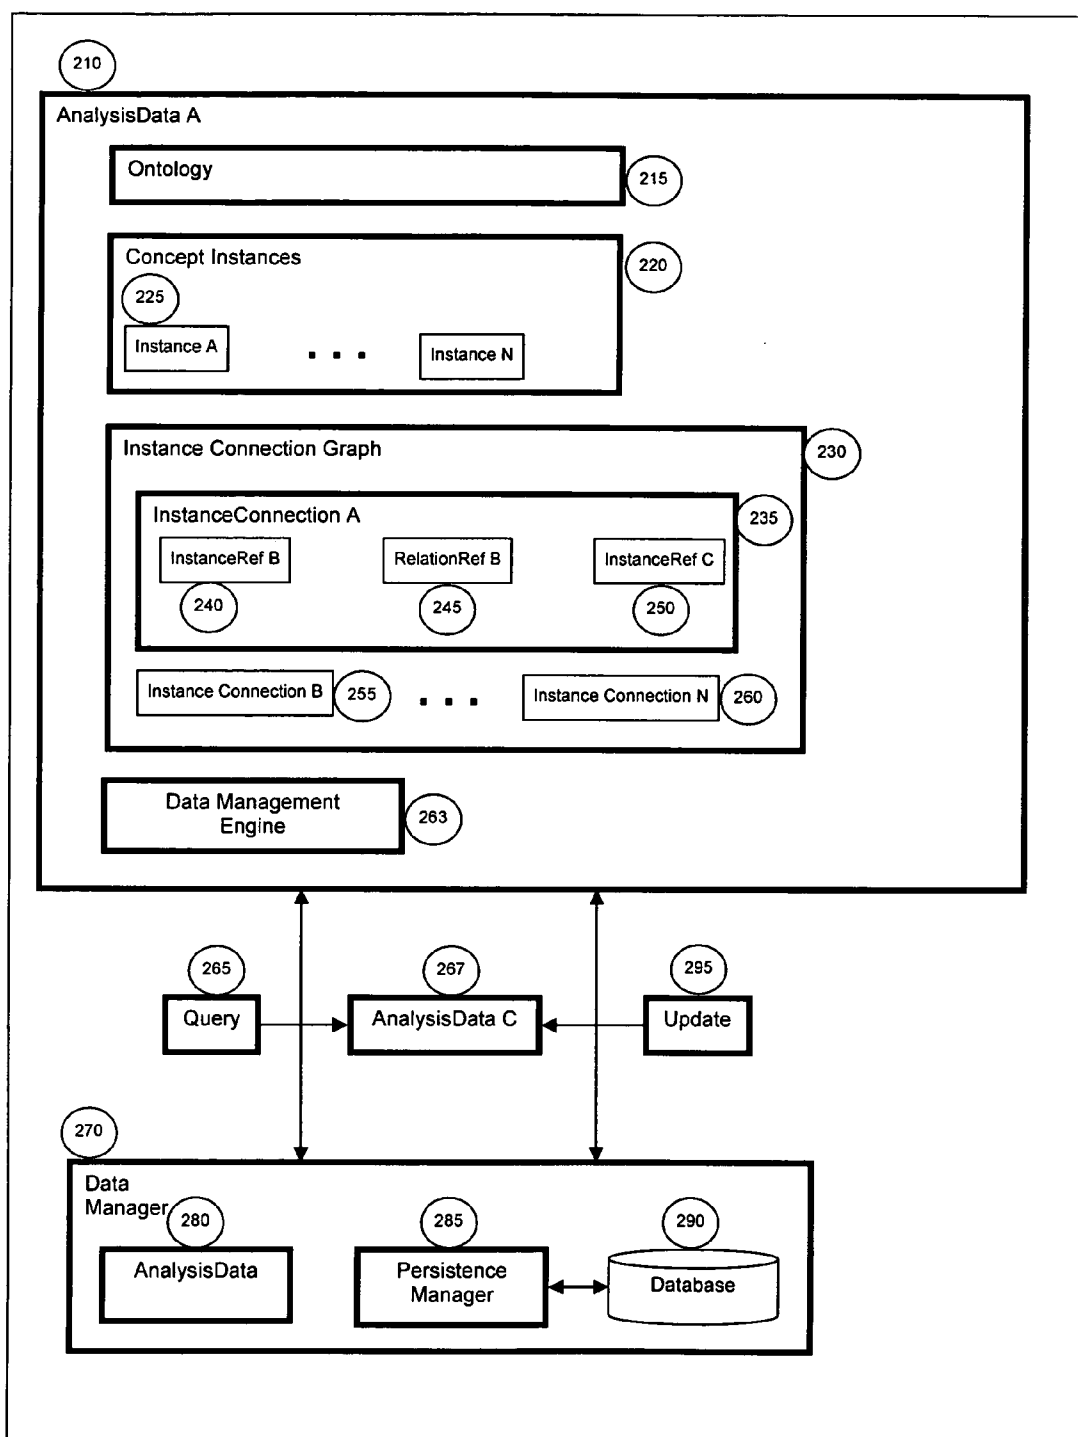 210
AnalysisData A
Ontology
215
Concept Instances
220
225
Instance A
. . .
Instance N
Instance Connection Graph
230
InstanceConnection A
235
InstanceRef B
RelationRef B
InstanceRef C
240
245
250
Instance Connection B
255
. . .
Instance Connection N
260
Data Management
Engine
263
265
267
295
Query
AnalysisData C
Update
270
Data
Manager
280
285
290
AnalysisData
Persistence
Manager
Database